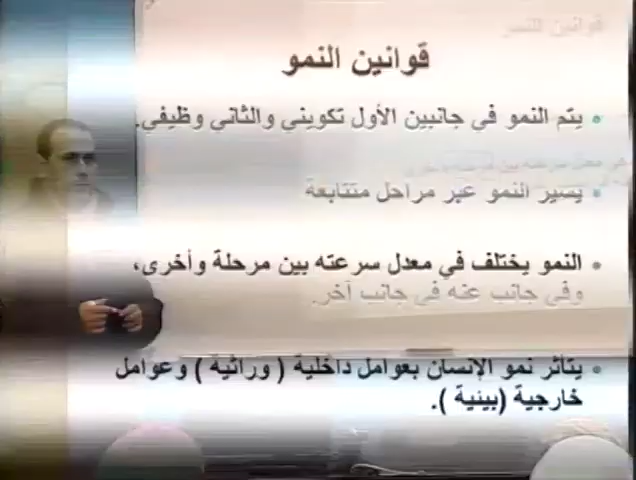 قوانين النمو
قوانين النمو
• يتم النمو في جانبين الأول تكويني والثاني وظيفي.
• يسير النمو عبر مراحل متتابعة
• النمو يختلف في معدل سرعته بين مرحلة وأخرى،
وفي جانب عنه في جانب آخر.
• يتأثر نمو الإنسان بعوامل داخلية ( وراثية ) وعوامل
خارجية (بيئية ).